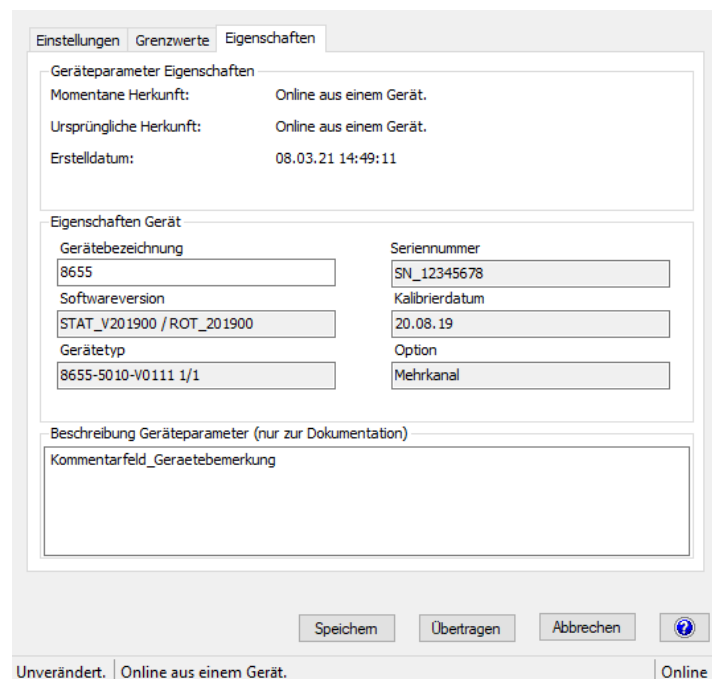 Einstellungen Grenzwerte Eigenschaften
Geräteparameter Eigenschaften
Momentane Herkunft: Online aus einem Gerät.
Ursprüngliche Herkunft: Online aus einem Gerät.
Erstelldatum: 08.03.21 14:49:11
Eigenschaften Gerät
Gerätebezeichnung Seriennummer
8655 SN_12345678
Softwareversion Kalibrierdatum
STAT_V201900 / ROT_201900 20.08.19
Gerätetyp Option
8655-5010-V0111 1/1 Mehrkanal
Beschreibung Geräteparameter (nur zur Dokumentation)
Kommentarfeld_Geraetebemerkung
Speichern Übertragen Abbrechen ?
Unverändert. Online aus einem Gerät. Online